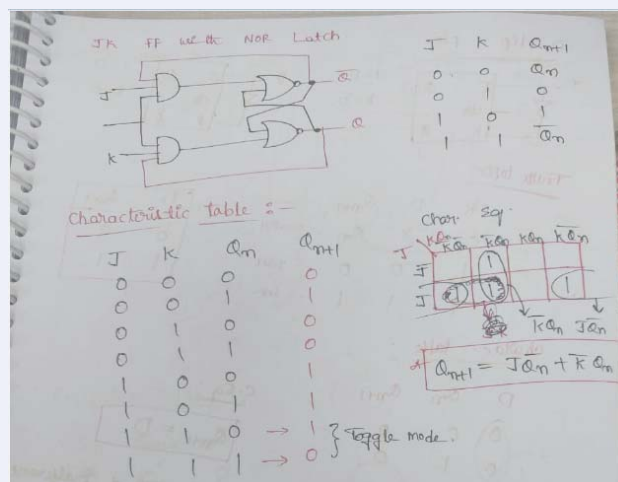 JK FF with NOR Latch
J K Qn+1
0 0 Qn
0 1 0
1 0 1
1 1 Q̅n
J
K
Q̅
Q
Characteristic table :-
J K Qn Qn+1
0 0 0 0
0 0 1 1
0 1 0 0
0 1 1 0
1 0 0 1
1 0 1 1
1 1 0 → 1
1 1 1 → 0
} Toggle mode.
Char. Eq.
J KQn K̅Q̅n K̅Qn KQn KQ̅n
J̅ 1
J 1 1 1
K̅Qn JQ̅n
Qn+1 = JQ̅n + K̅Qn